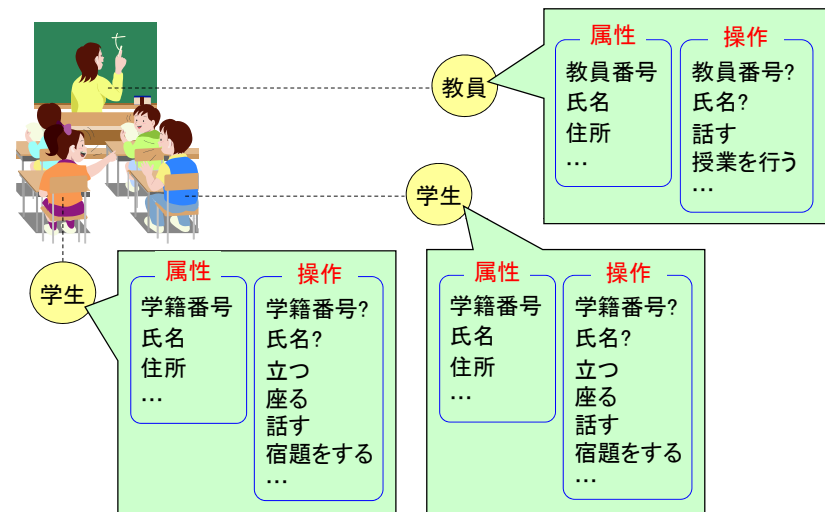 教員
属性
教員番号
氏名
住所
…
操作
教員番号?
氏名?
話す
授業を行う
…
学生
属性
学籍番号
氏名
住所
…
操作
学籍番号?
氏名?
立つ
座る
話す
宿題をする
…
学生
属性
学籍番号
氏名
住所
…
操作
学籍番号?
氏名?
立つ
座る
話す
宿題をする
…